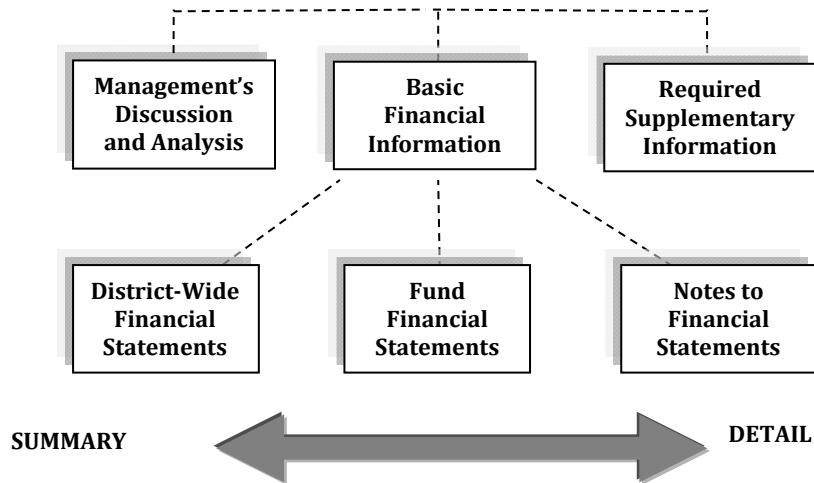 Management’s
Discussion
and Analysis
Basic
Financial
Information
Required
Supplementary
Information
District-Wide
Financial
Statements
Fund
Financial
Statements
Notes to
Financial
Statements
SUMMARY
DETAIL